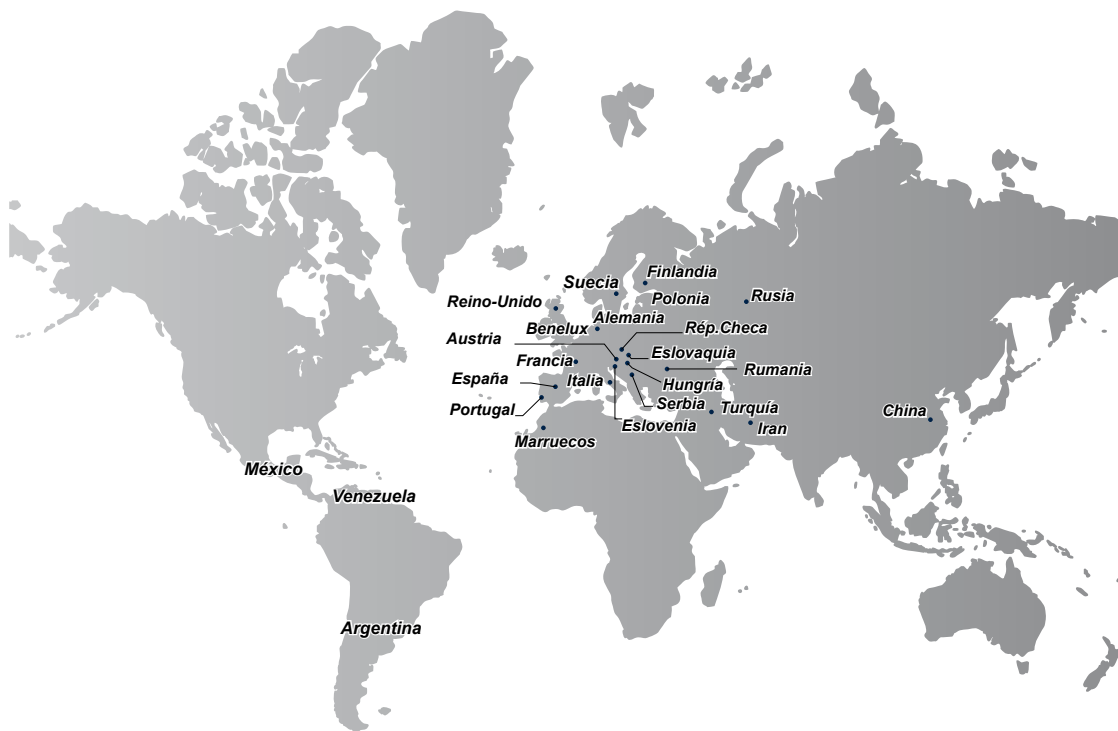 Finlandia
Suecia
Polonia
Rusia
Reino-Unido
Alemania
Benelux
Rép.Checa
Austria
Eslovaquia
Francia
Rumania
España
Italia
Hungría
Serbia
Portugal
Turquía
China
Eslovenia
Iran
Marruecos
México
Venezuela
Argentina